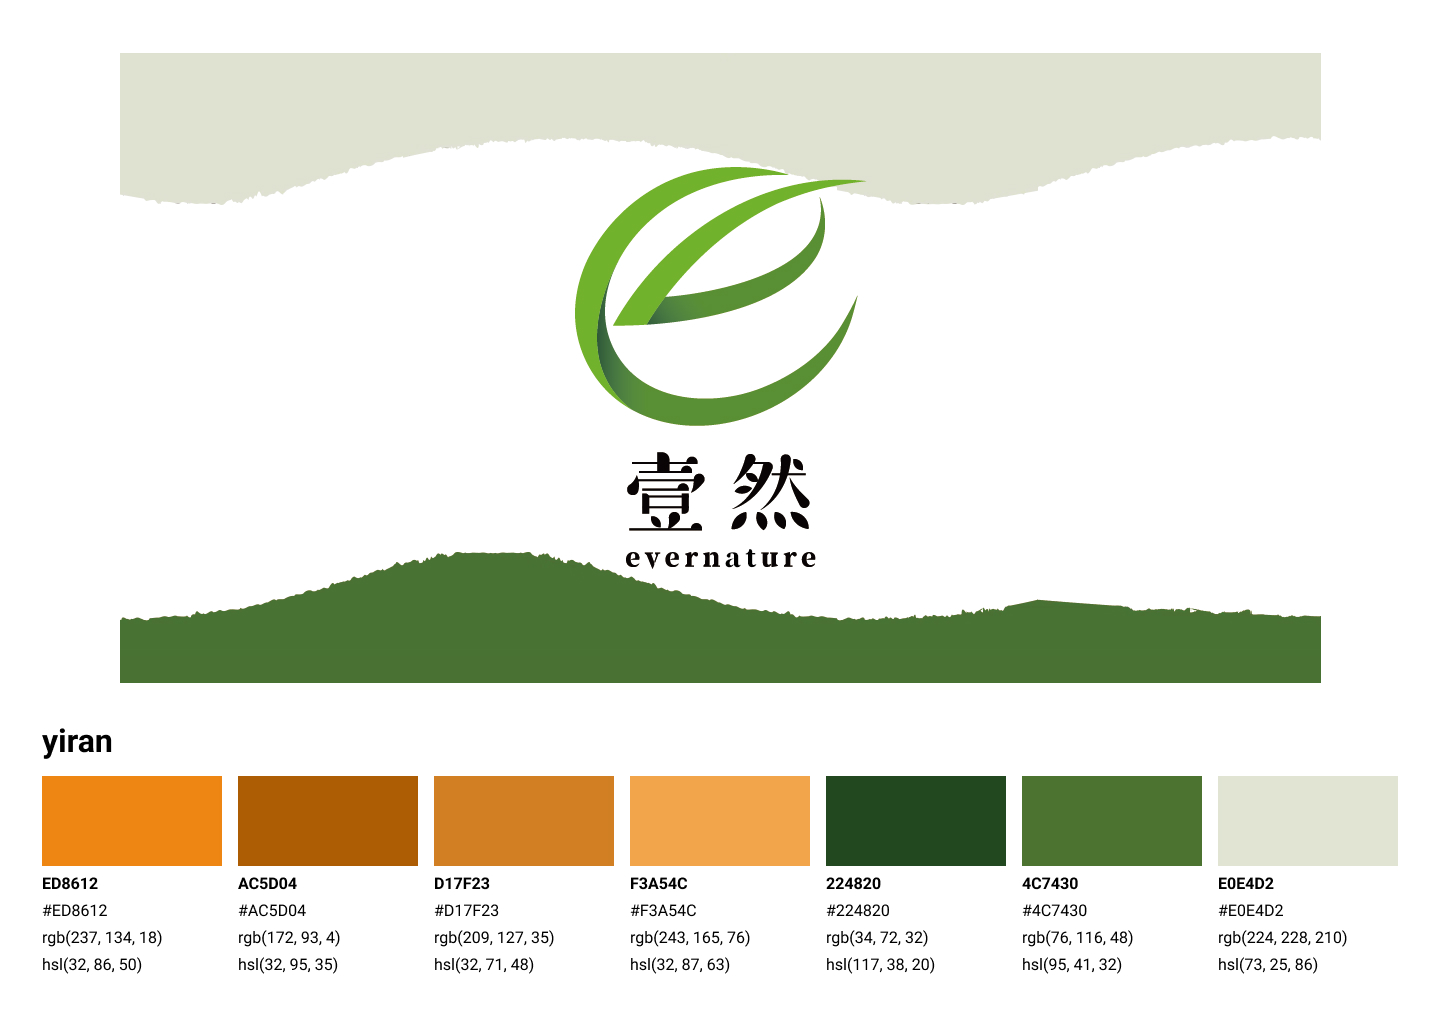 壹然
evernature
yiran
ED8612 AC5D04 D17F23 F3A54C 224820 4C7430 E0E4D2
#ED8612 #AC5D04 #D17F23 #F3A54C #224820 #4C7430 #E0E4D2
rgb(237, 134, 18) rgb(172, 93, 4) rgb(209, 127, 35) rgb(243, 165, 76) rgb(34, 72, 32) rgb(76, 116, 48) rgb(224, 228, 210)
hsl(32, 86, 50) hsl(32, 95, 35) hsl(32, 71, 48) hsl(32, 87, 63) hsl(117, 38, 20) hsl(95, 41, 32) hsl(73, 25, 86)